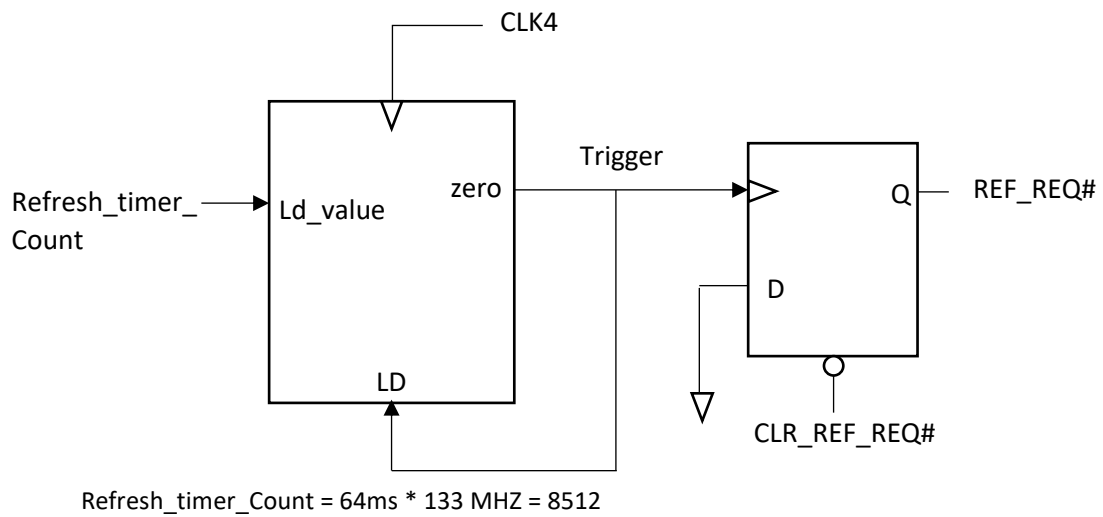 CLK4
Trigger
zero
Q
REF_REQ#
Refresh_timer_
Count
Ld_value
D
LD
CLR_REF_REQ#
Refresh_timer_Count = 64ms * 133 MHZ = 8512